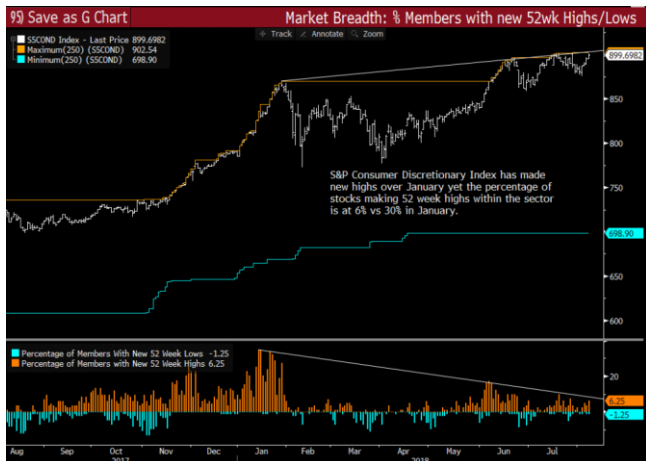 95) Save as G Chart Market Breadth: % Members with new 52wk Highs/Lows
Track Annotate Zoom
S5COND Index - Last Price 899.6982
Maximum(250) (S5COND) 902.54
Minimum(250) (S5COND) 698.90
899.6982
850
800
S&P Consumer Discretionary Index has made
new highs over January yet the percentage of
stocks making 52 week highs within the sector
is at 6% vs 30% in January.
750
698.90
650
600
Percentage of Members With New 52 Week Lows -1.25
Percentage of Members with New 52 Week Highs 6.25
20
6.25
-1.25
Aug Sep Oct Nov Dec Jan Feb Mar Apr May Jun Jul
2017 2018